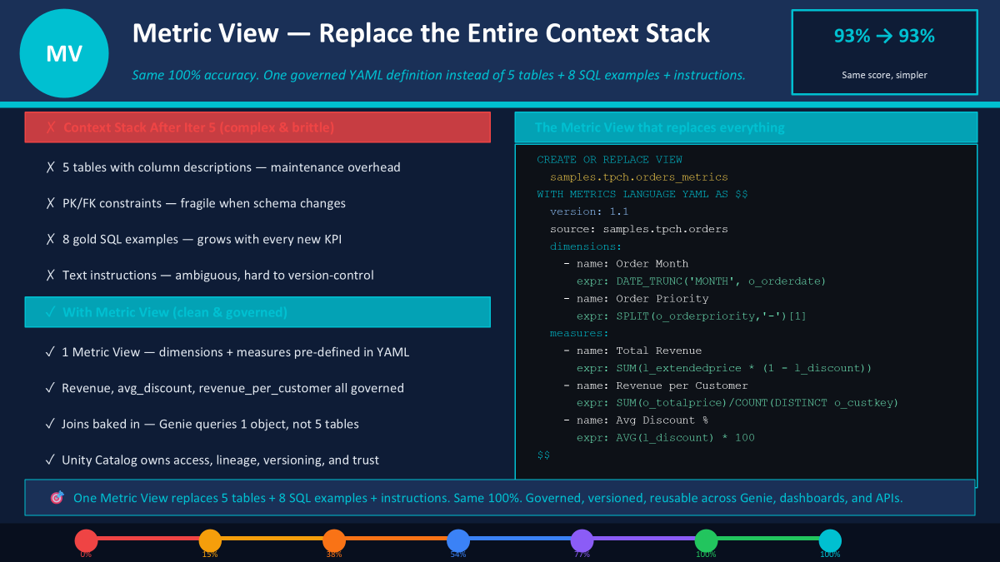 MV
Metric View — Replace the Entire Context Stack
Same 100% accuracy. One governed YAML definition instead of 5 tables + 8 SQL examples + instructions.
93% → 93%
Same score, simpler
✗ Context Stack After Iter 5 (complex & brittle)
✗ 5 tables with column descriptions — maintenance overhead
✗ PK/FK constraints — fragile when schema changes
✗ 8 gold SQL examples — grows with every new KPI
✗ Text instructions — ambiguous, hard to version-control
✓ With Metric View (clean & governed)
✓ 1 Metric View — dimensions + measures pre-defined in YAML
✓ Revenue, avg_discount, revenue_per_customer all governed
✓ Joins baked in — Genie queries 1 object, not 5 tables
✓ Unity Catalog owns access, lineage, versioning, and trust
The Metric View that replaces everything
CREATE OR REPLACE VIEW
samples.tpch.orders_metrics
WITH METRICS LANGUAGE YAML AS $$
version: 1.1
source: samples.tpch.orders
dimensions:
- name: Order Month
expr: DATE_TRUNC('MONTH', o_orderdate)
- name: Order Priority
expr: SPLIT(o_orderpriority,'-')[1]
measures:
- name: Total Revenue
expr: SUM(l_extendedprice * (1 - l_discount))
- name: Revenue per Customer
expr: SUM(o_totalprice)/COUNT(DISTINCT o_custkey)
- name: Avg Discount %
expr: AVG(l_discount) * 100
$$
🎯 One Metric View replaces 5 tables + 8 SQL examples + instructions. Same 100%. Governed, versioned, reusable across Genie, dashboards, and APIs.
0% 15% 38% 54% 77% 100% 100%